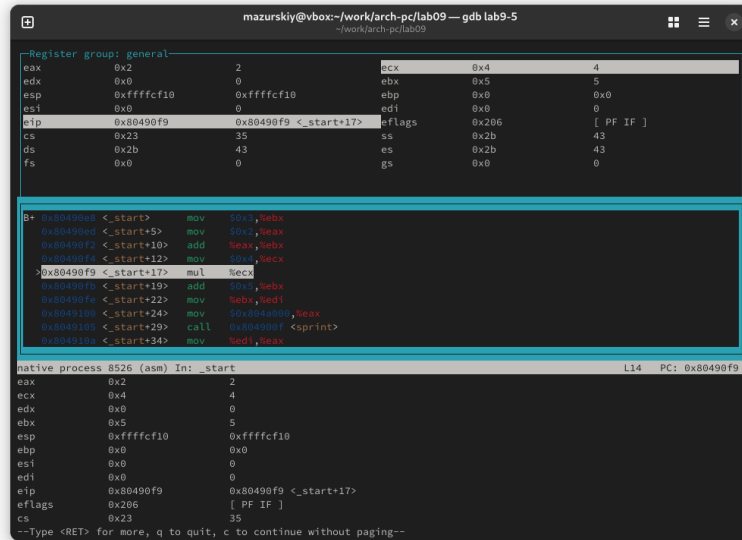 mazurskiy@vbox:~/work/arch-pc/lab09 — gdb lab9-5
~/work/arch-pc/lab09
Register group: general
eax 0x2 2 ecx 0x4 4
edx 0x0 0 ebx 0x5 5
esp 0xffffcf10 0xffffcf10 ebp 0x0 0x0
esi 0x0 0 edi 0x0 0
eip 0x80490f9 0x80490f9 <_start+17> eflags 0x206 [ PF IF ]
cs 0x23 35 ss 0x2b 43
ds 0x2b 43 es 0x2b 43
fs 0x0 0 gs 0x0 0
B+ 0x80490e8 <_start> mov $0x3,%ebx
0x80490ed <_start+5> mov $0x2,%eax
0x80490f2 <_start+10> add %eax,%ebx
0x80490f4 <_start+12> mov $0x4,%ecx
>0x80490f9 <_start+17> mul %ecx
0x80490fb <_start+19> add $0x5,%ebx
0x80490fe <_start+22> mov %ebx,%edi
0x8049100 <_start+24> mov $0x804a000,%eax
0x8049105 <_start+29> call 0x804900f <sprint>
0x804910a <_start+34> mov %edi,%eax
native process 8526 (asm) In: _start L14 PC: 0x80490f9
eax 0x2 2
ecx 0x4 4
edx 0x0 0
ebx 0x5 5
esp 0xffffcf10 0xffffcf10
ebp 0x0 0x0
esi 0x0 0
edi 0x0 0
eip 0x80490f9 0x80490f9 <_start+17>
eflags 0x206 [ PF IF ]
cs 0x23 35
--Type <RET> for more, q to quit, c to continue without paging--